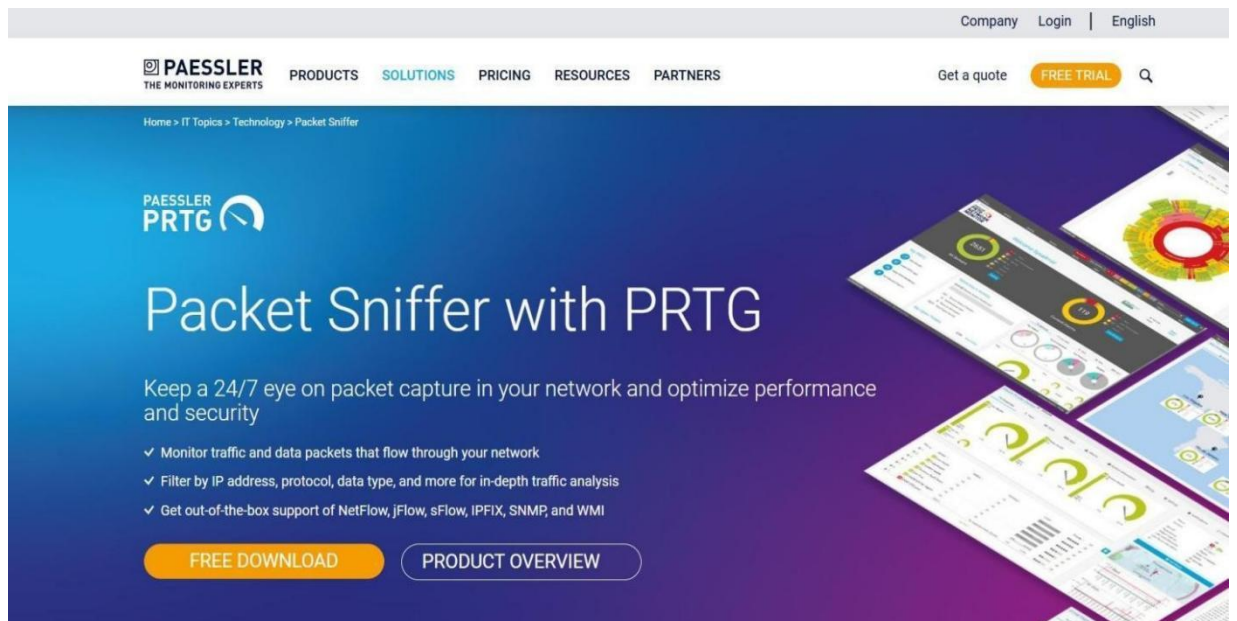 Company Login | English
PAESSLER
THE MONITORING EXPERTS
PRODUCTS SOLUTIONS PRICING RESOURCES PARTNERS
Get a quote FREE TRIAL
Home > IT Topics > Technology > Packet Sniffer
PAESSLER
PRTG
Packet Sniffer with PRTG
Keep a 24/7 eye on packet capture in your network and optimize performance
and security
✓ Monitor traffic and data packets that flow through your network
✓ Filter by IP address, protocol, data type, and more for in-depth traffic analysis
✓ Get out-of-the-box support of NetFlow, jFlow, sFlow, IPFIX, SNMP, and WMI
FREE DOWNLOAD PRODUCT OVERVIEW